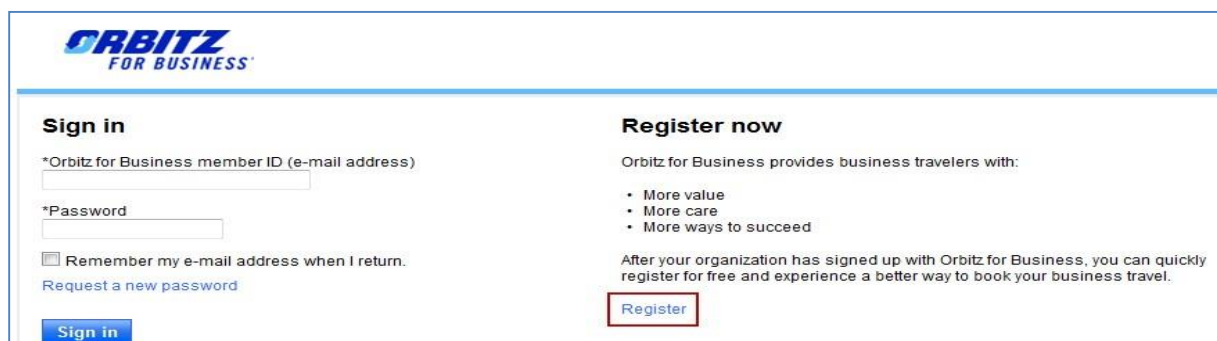 ORBITZ
FOR BUSINESS
Sign in
*Orbitz for Business member ID (e-mail address)
*Password
Remember my e-mail address when I return.
Request a new password
Sign in
Register now
Orbitz for Business provides business travelers with:
• More value
• More care
• More ways to succeed
After your organization has signed up with Orbitz for Business, you can quickly
register for free and experience a better way to book your business travel.
Register